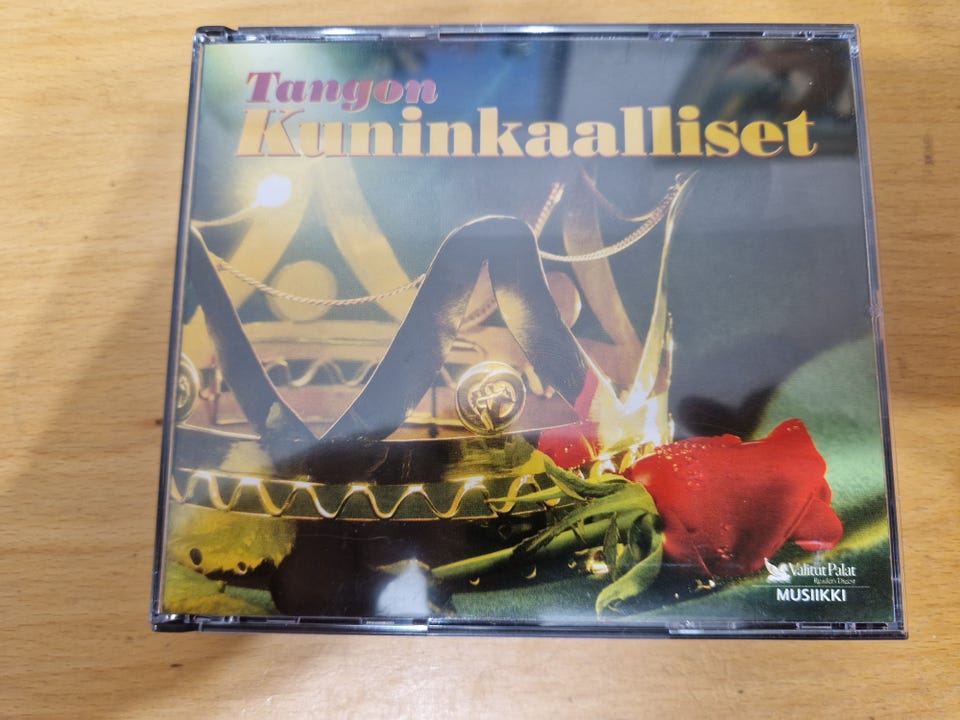 Tangon
Kuninkaalliset
Valitut Palat
Reader's Digest
MUSIIKKI